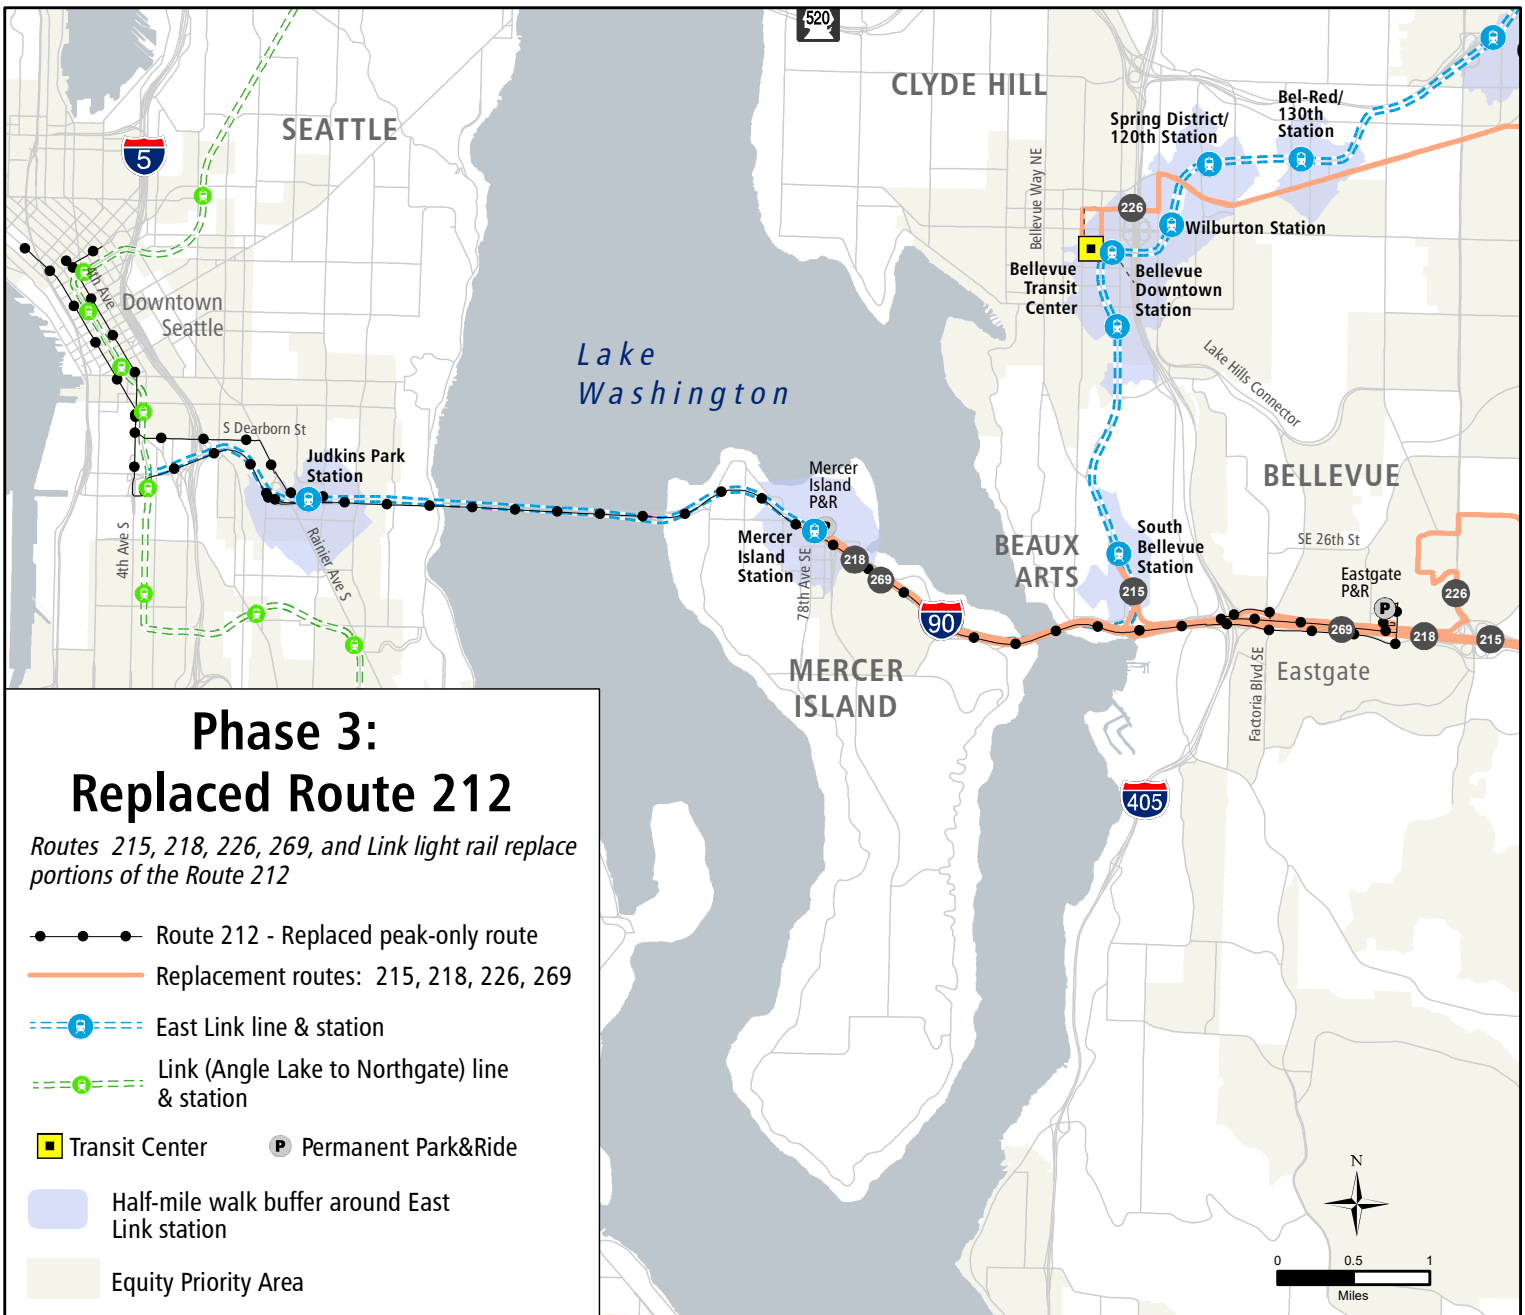 520
CLYDE HILL
SEATTLE
5
Spring District/
120th Station
Bel-Red/
130th
Station
Bellevue Way NE
226
Wilburton Station
Bellevue
Transit
Center
Bellevue
Downtown
Station
4th Ave
Downtown
Seattle
Lake
Washington
Lake Hills Connector
S Dearborn St
Judkins Park
Station
Mercer
Island
P&R
BELLEVUE
Mercer
Island
Station
4th Ave S
Rainier Ave S
78th Ave SE
218
269
BEAUX
ARTS
South
Bellevue
Station
SE 26th St
Eastgate
P&R
P
215
226
90
269
218
215
MERCER
ISLAND
Factoria Blvd SE
Eastgate
405
Phase 3:
Replaced Route 212
Routes 215, 218, 226, 269, and Link light rail replace
portions of the Route 212
Route 212 - Replaced peak-only route
Replacement routes: 215, 218, 226, 269
East Link line & station
Link (Angle Lake to Northgate) line
& station
Transit Center
P Permanent Park&Ride
Half-mile walk buffer around East
Link station
Equity Priority Area
N
0 0.5 1
Miles